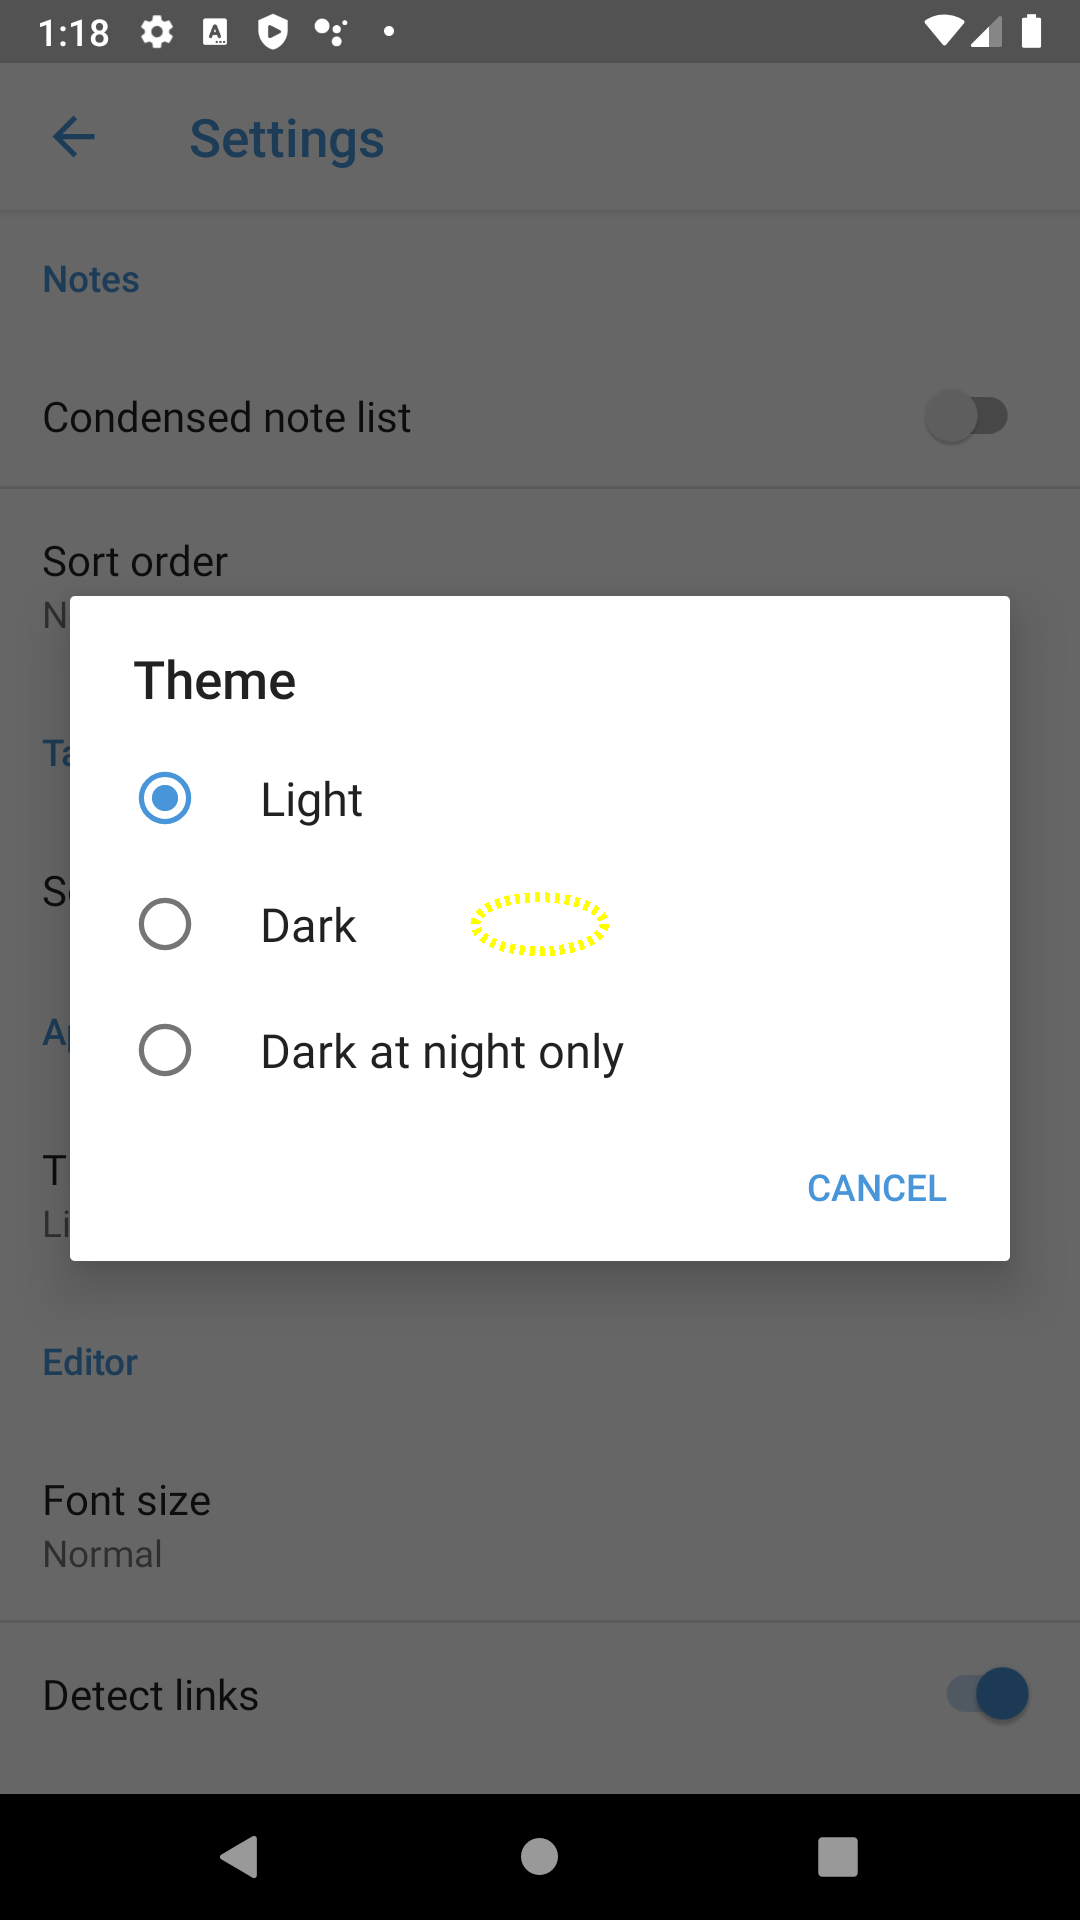 1:18
Settings
Notes
Condensed note list
Sort order
N
Theme
Ta
Light
S
Dark
A
Dark at night only
T
CANCEL
Li
Editor
Font size
Normal
Detect links